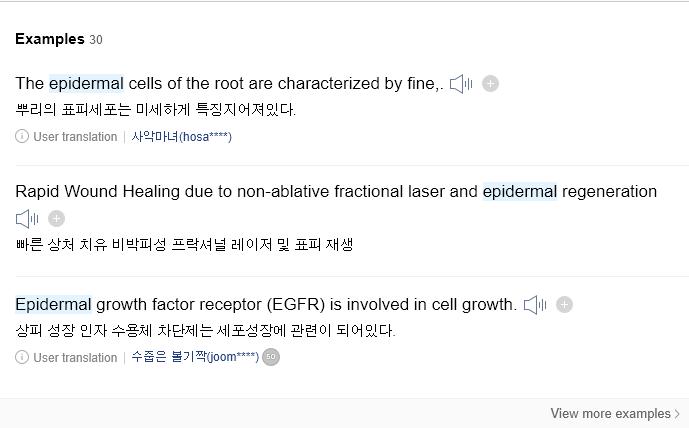 Examples 30
The epidermal cells of the root are characterized by fine,.
뿌리의 표피세포는 미세하게 특징지어져있다.
User translation | 사악마녀(hosa****)
Rapid Wound Healing due to non-ablative fractional laser and epidermal regeneration
빠른 상처 치유 비박피성 프락셔널 레이저 및 표피 재생
Epidermal growth factor receptor (EGFR) is involved in cell growth.
상피 성장 인자 수용체 차단제는 세포성장에 관련이 되어있다.
User translation | 수줍은 볼기짝(joom****) 50
View more examples >